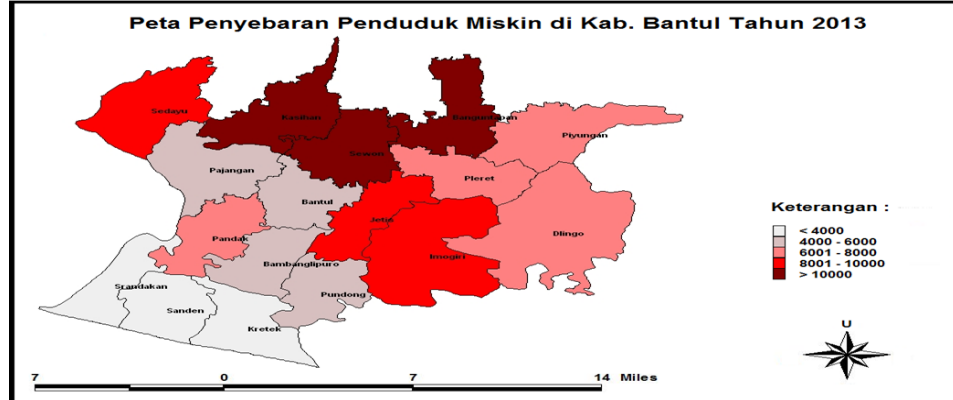 Peta Penyebaran Penduduk Miskin di Kab. Bantul Tahun 2013
Sedayu
Kasihan
Banguntapan
Piyungan
Sewon
Pajangan
Pleret
Bantul
Jetis
Pandak
Dlingo
Imogiri
Bambanglipuro
Srandakan
Pundong
Sanden
Kretek
Keterangan :
< 4000
4000 - 6000
6001 - 8000
8001 - 10000
> 10000
U
7 0 7 14 Miles